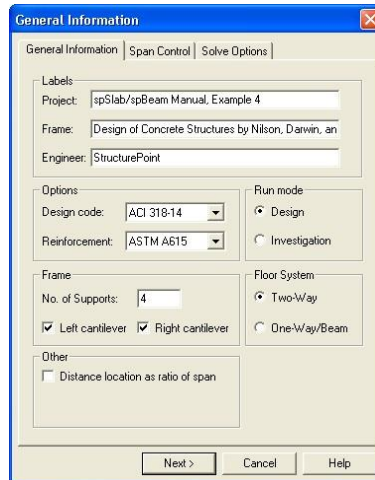 General Information
General Information Span Control Solve Options
Labels
Project: spSlab/spBeam Manual, Example 4
Frame: Design of Concrete Structures by Nilson, Darwin, an
Engineer: StructurePoint
Options
Design code: ACI 318-14
Reinforcement: ASTM A615
Run mode
Design
Investigation
Frame
No. of Supports: 4
Left cantilever Right cantilever
Floor System
Two-Way
One-Way/Beam
Other
Distance location as ratio of span
Next > Cancel Help